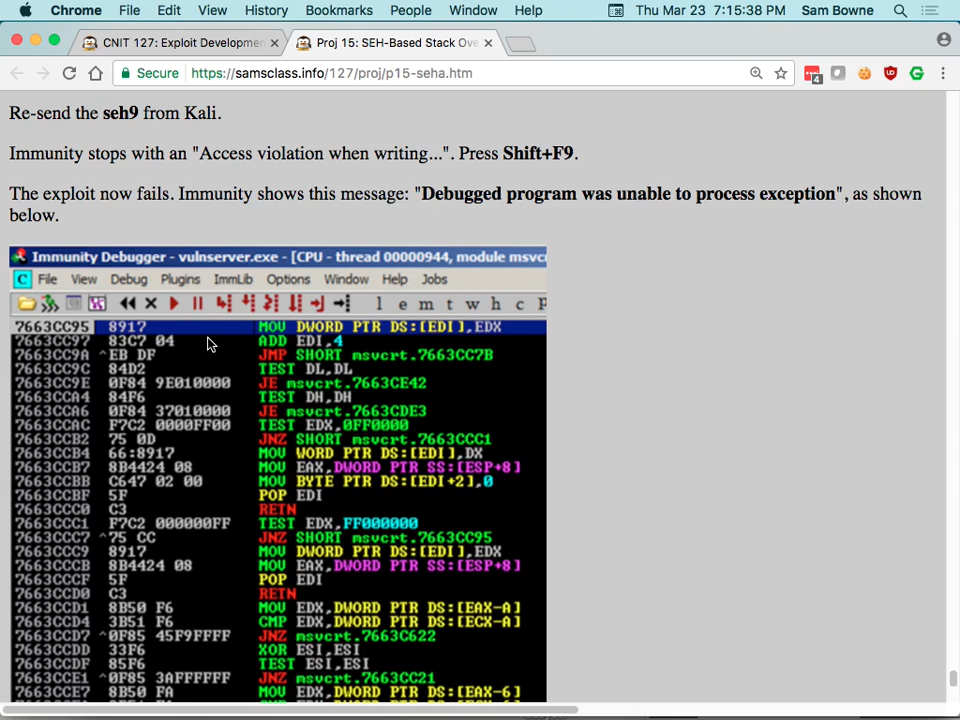 Chrome File Edit View History Bookmarks People Window Help Thu Mar 23 7:15:38 PM Sam Bowne
CNIT 127: Exploit Developmen × Proj 15: SEH-Based Stack Ove ×
Secure https://samsclass.info/127/proj/p15-seha.htm 4
Re-send the seh9 from Kali.
Immunity stops with an "Access violation when writing...". Press Shift+F9.
The exploit now fails. Immunity shows this message: "Debugged program was unable to process exception", as shown
below.
Immunity Debugger - vulnserver.exe - [CPU - thread 00000944, module msvcr
C File View Debug Plugins ImmLib Options Window Help Jobs
l e m t w h c P
7663CC95 8917 MOV DWORD PTR DS:[EDI],EDX
7663CC97 83C7 04 ADD EDI,4
7663CC9A ^EB DF JMP SHORT msvcrt.7663CC7B
7663CC9C 84D2 TEST DL,DL
7663CC9E 0F84 9E010000 JE msvcrt.7663CE42
7663CCA4 84F6 TEST DH,DH
7663CCA6 0F84 37010000 JE msvcrt.7663CDE3
7663CCAC F7C2 0000FF00 TEST EDX,0FF0000
7663CCB2 75 0D JNZ SHORT msvcrt.7663CCC1
7663CCB4 66:8917 MOV WORD PTR DS:[EDI],DX
7663CCB7 8B4424 08 MOV EAX,DWORD PTR SS:[ESP+8]
7663CCBB C647 02 00 MOV BYTE PTR DS:[EDI+2],0
7663CCBF 5F POP EDI
7663CCC0 C3 RETN
7663CCC1 F7C2 000000FF TEST EDX,FF000000
7663CCC7 ^75 CC JNZ SHORT msvcrt.7663CC95
7663CCC9 8917 MOV DWORD PTR DS:[EDI],EDX
7663CCCB 8B4424 08 MOV EAX,DWORD PTR SS:[ESP+8]
7663CCCF 5F POP EDI
7663CCD0 C3 RETN
7663CCD1 8B50 F6 MOV EDX,DWORD PTR DS:[EAX-A]
7663CCD4 3B51 F6 CMP EDX,DWORD PTR DS:[ECX-A]
7663CCD7 ^0F85 45F9FFFF JNZ msvcrt.7663C622
7663CCDD 33F6 XOR ESI,ESI
7663CCDF 85F6 TEST ESI,ESI
7663CCE1 ^0F85 3AFFFFFF JNZ msvcrt.7663CC21
7663CCE7 8B50 FA MOV EDX,DWORD PTR DS:[EAX-6]